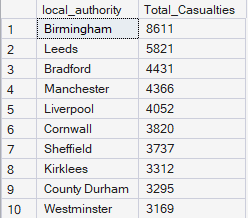 local_authority Total_Casualties
1 Birmingham 8611
2 Leeds 5821
3 Bradford 4431
4 Manchester 4366
5 Liverpool 4052
6 Cornwall 3820
7 Sheffield 3737
8 Kirklees 3312
9 County Durham 3295
10 Westminster 3169